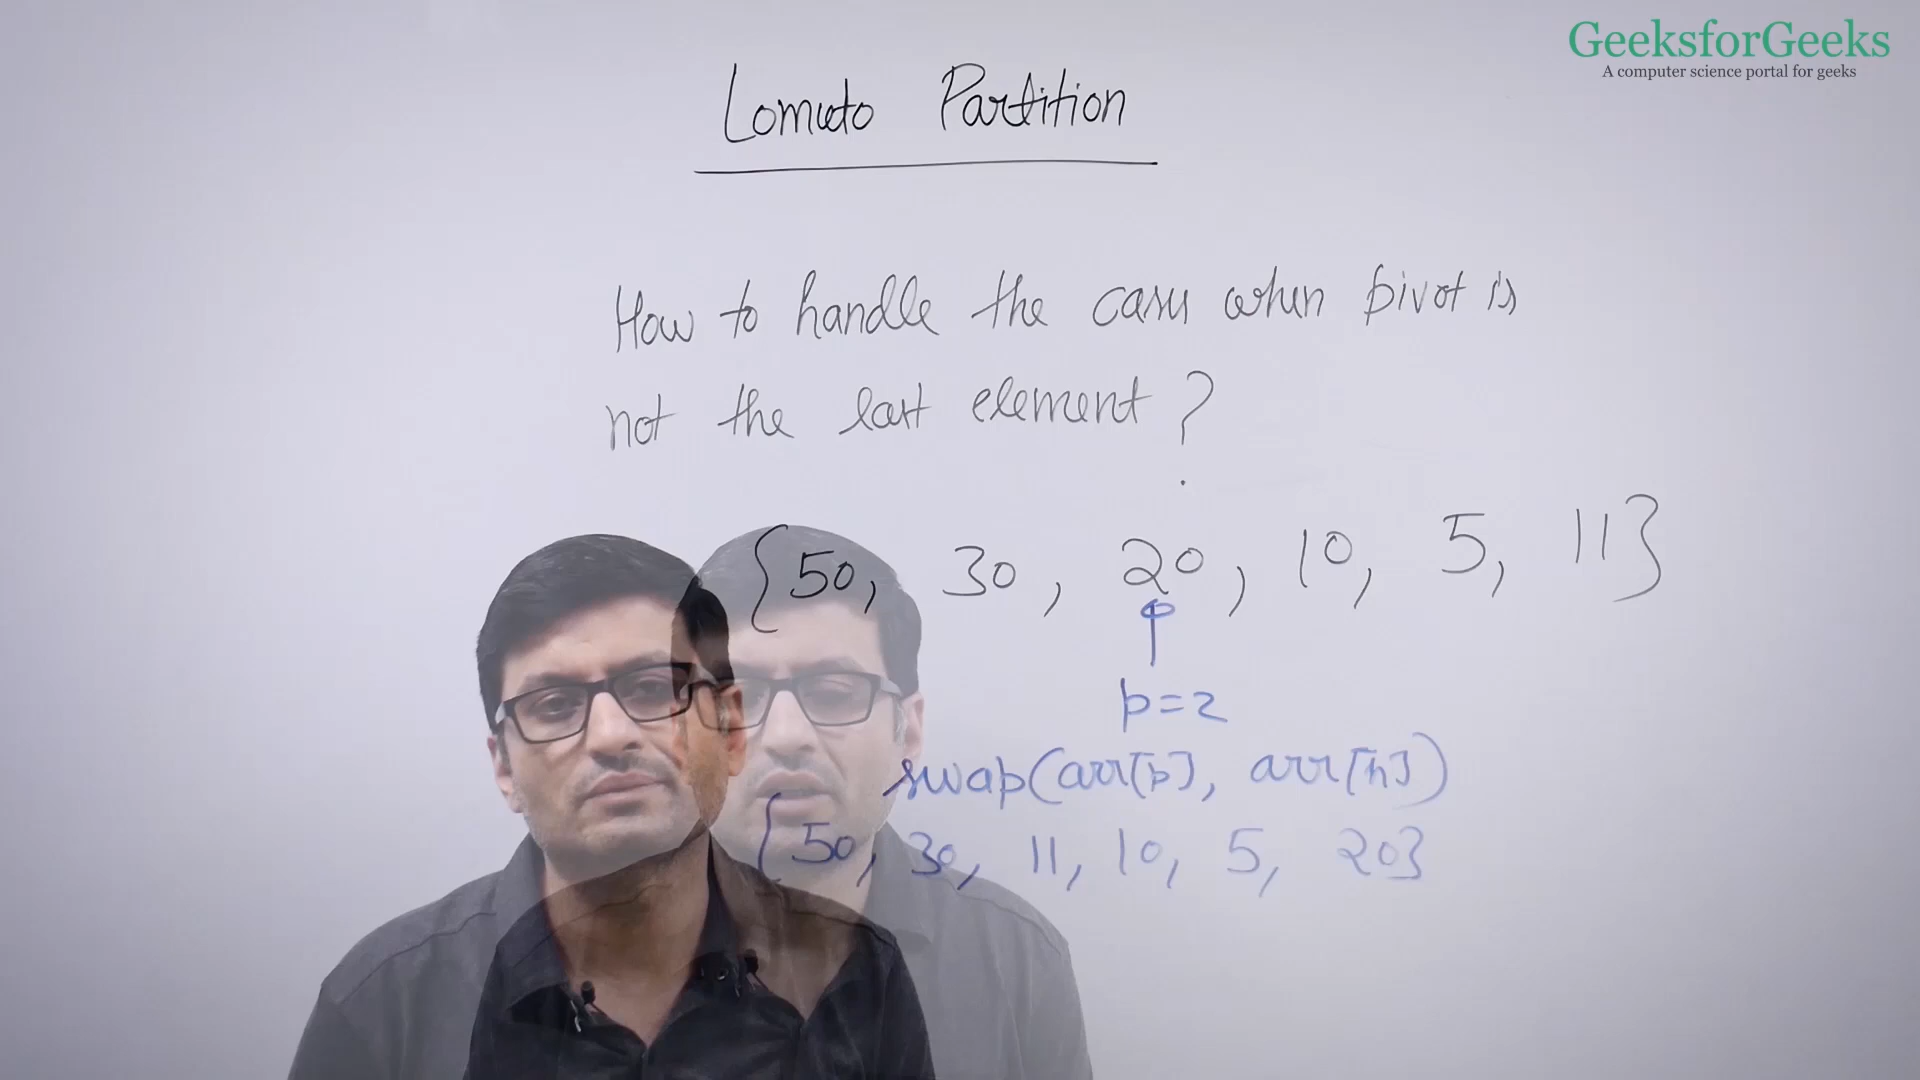 GeeksforGeeks
A computer science portal for geeks
Lomuto Partition
How to handle the cases when pivot is
not the last element ?
{50, 30, 20, 10, 5, 11}
p=2
swap(arr[p], arr[h])
{50, 30, 11, 10, 5, 20}